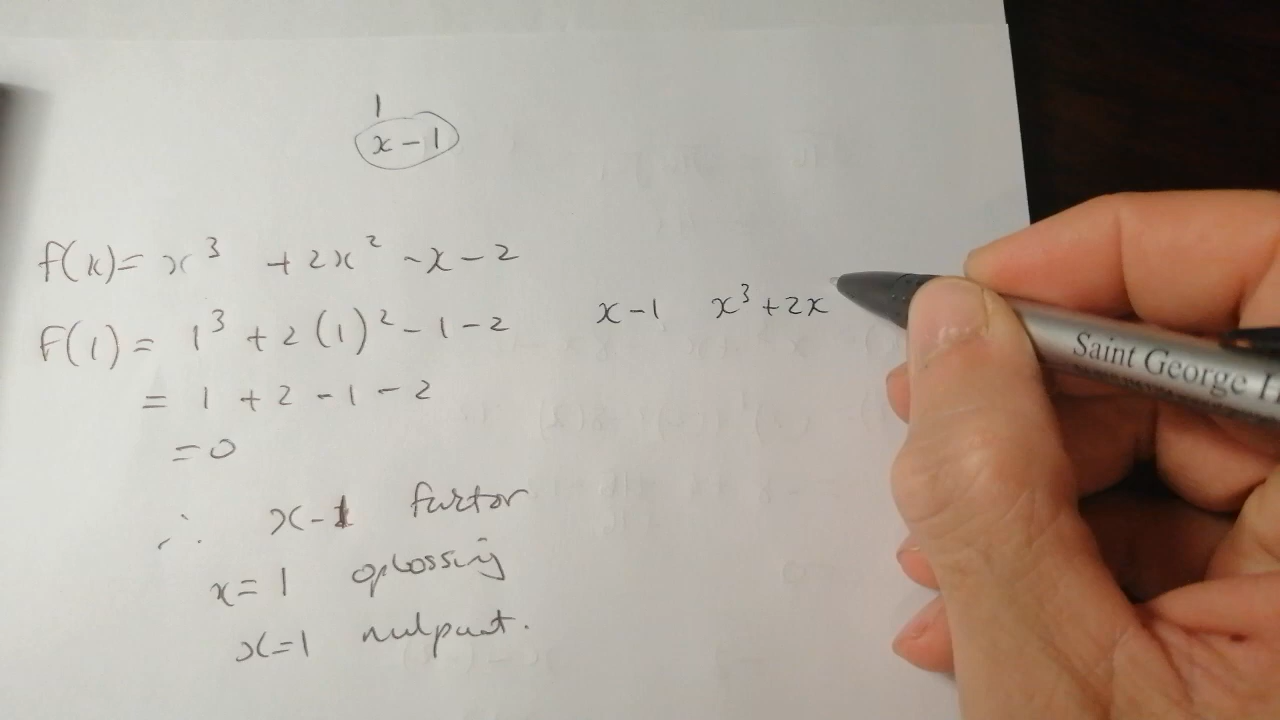 1
x - 1
f(x) = x³ + 2x² - x - 2
F(1) = 1³ + 2(1)² - 1 - 2
= 1 + 2 - 1 - 2
= 0
∴ x - 1 faktor
x = 1 oplossing
x = 1 nulpunt.
x - 1 x³ + 2x
Saint George